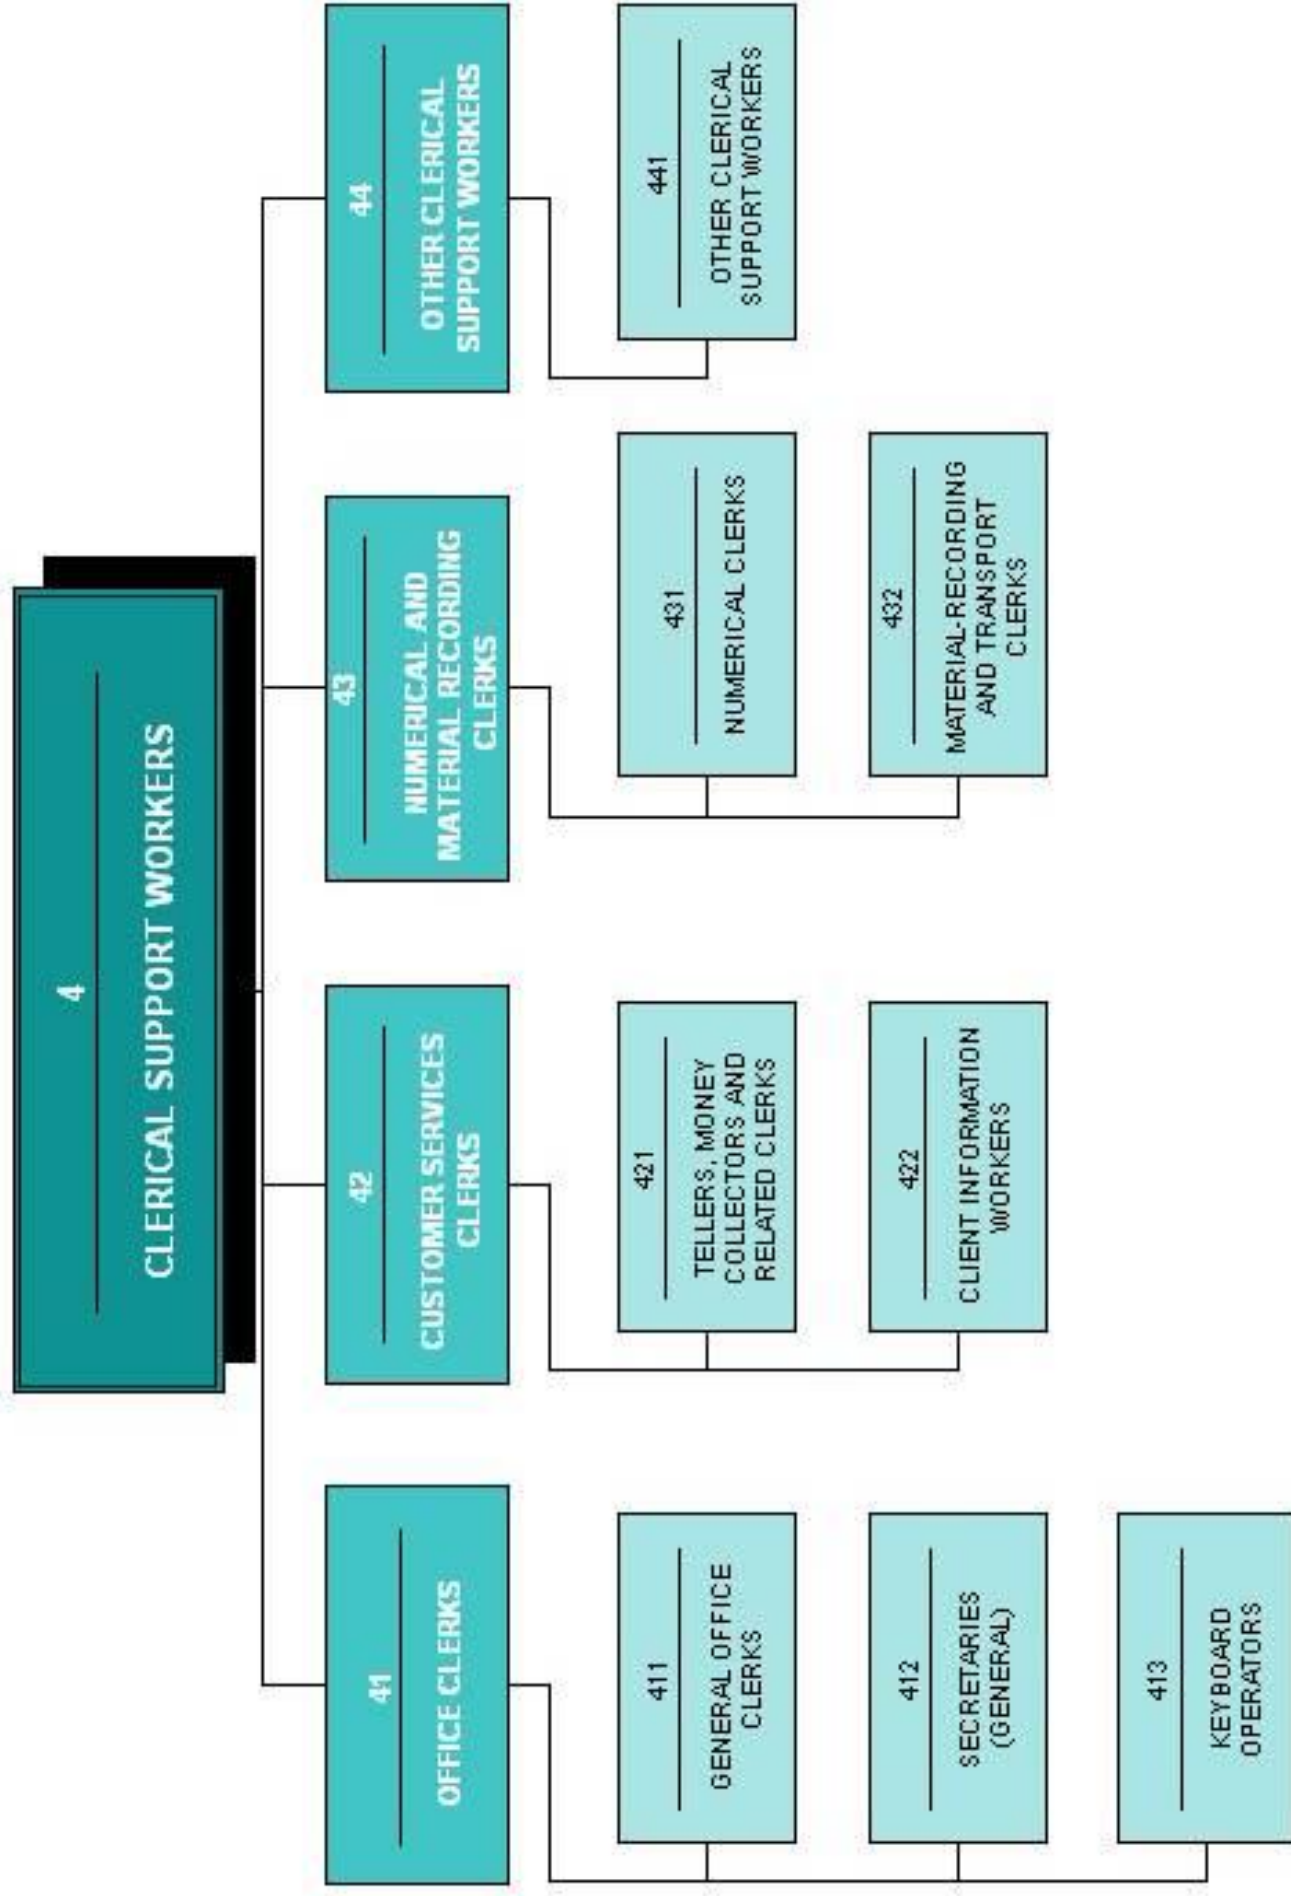 4
CLERICAL SUPPORT WORKERS
41
OFFICE CLERKS
42
CUSTOMER SERVICES
CLERKS
43
NUMERICAL AND
MATERIAL RECORDING
CLERKS
44
OTHER CLERICAL
SUPPORT WORKERS
411
GENERAL OFFICE
CLERKS
421
TELLERS, MONEY
COLLECTORS AND
RELATED CLERKS
431
NUMERICAL CLERKS
441
OTHER CLERICAL
SUPPORT WORKERS
412
SECRETARIES
(GENERAL)
422
CLIENT INFORMATION
WORKERS
432
MATERIAL-RECORDING
AND TRANSPORT
CLERKS
413
KEYBOARD
OPERATORS